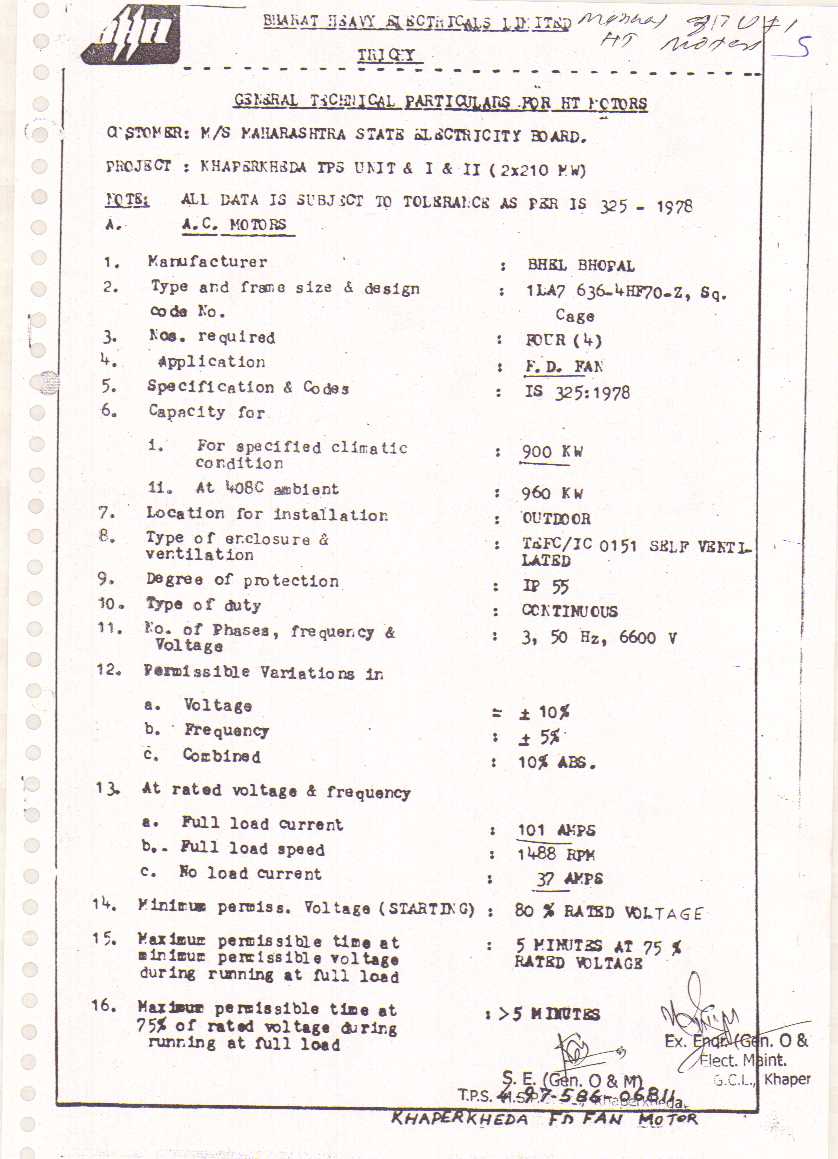 BHARAT HEAVY ELECTRICALS LIMITED
HT Motors 5
TRICHY
GENERAL TECHNICAL PARTICULARS FOR HT MOTORS
CUSTOMER: M/S MAHARASHTRA STATE ELECTRICITY BOARD.
PROJECT : KHAPERKHEDA TPS UNIT & I & II (2x210 MW)
NOTE: ALL DATA IS SUBJECT TO TOLERANCE AS PER IS 325 - 1978
A. A.C. MOTORS
1. Manufacturer : BHEL BHOPAL
2. Type and frame size & design : 1LA7 636-4HF70-Z, Sq.
code No. Cage
3. Nos. required : FOUR (4)
4. Application : F.D. FAN
5. Specification & Codes : IS 325:1978
6. Capacity for
i. For specified climatic : 900 KW
condition
ii. At 408C ambient : 960 KW
7. Location for installation : OUTDOOR
8. Type of enclosure & : TEFC/IC 0151 SELF VENTI-
ventilation LATED
9. Degree of protection : IP 55
10. Type of duty : CONTINUOUS
11. No. of Phases, frequency & : 3, 50 Hz, 6600 V
Voltage
12. Permissible Variations in
a. Voltage = ± 10%
b. Frequency : ± 5%
c. Combined : 10% ABS.
13. At rated voltage & frequency
a. Full load current : 101 AMPS
b. Full load speed : 1488 RPM
c. No load current : 37 AMPS
14. Minimum permiss. Voltage (STARTING) : 80 % RATED VOLTAGE
15. Maximum permissible time at : 5 MINUTES AT 75 %
minimum permissible voltage RATED VOLTAGE
during running at full load
16. Maximum permissible time at : >5 MINUTES
75% of rated voltage during
running at full load
Ex. Engr. (Gen. O &
Elect. Maint.
S. E. (Gen. O & M) G.C.L., Khaper
T.P.S. 4-97-586-06811 Khaperkheda.
KHAPERKHEDA FD FAN MOTOR